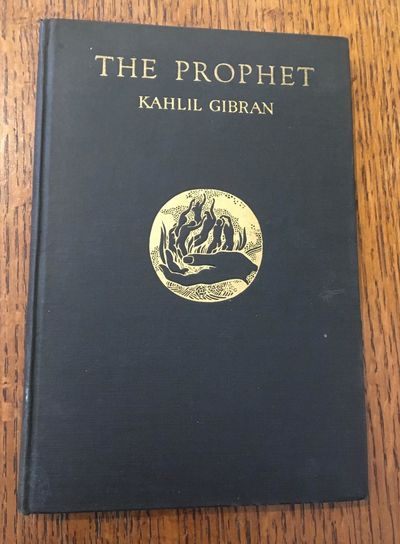 THE PROPHET
KAHLIL GIBRAN